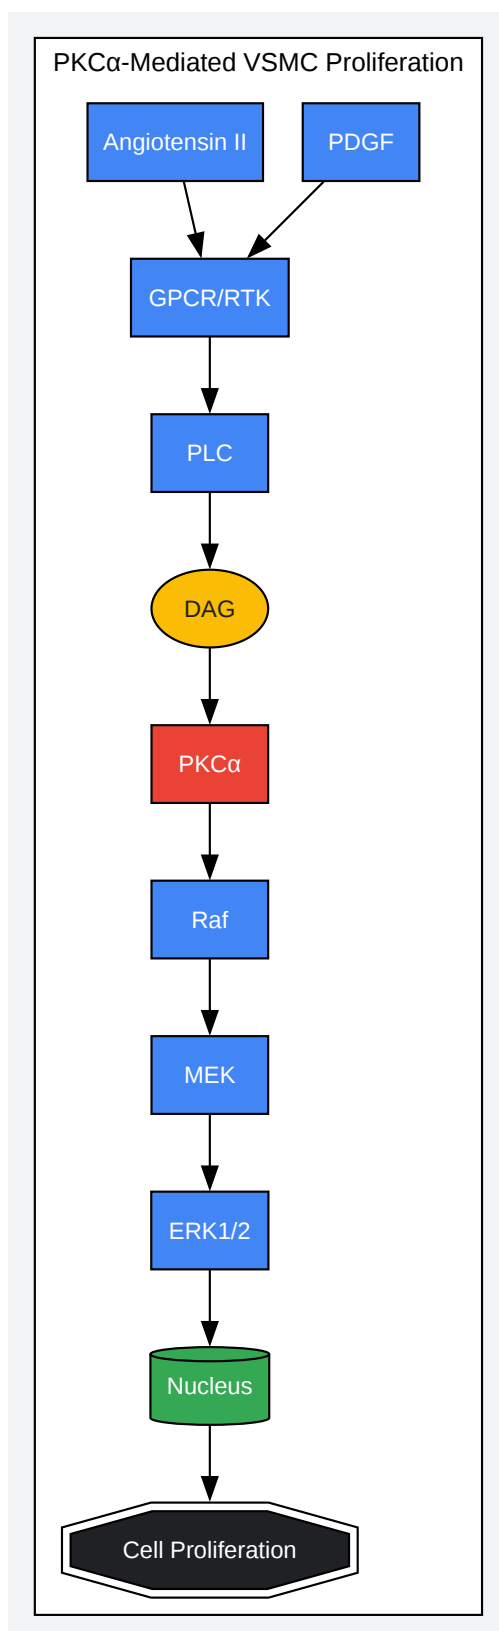 PKCα-Mediated VSMC Proliferation
Angiotensin II
PDGF
GPCR/RTK
PLC
DAG
PKCα
Raf
MEK
ERK1/2
Nucleus
Cell Proliferation